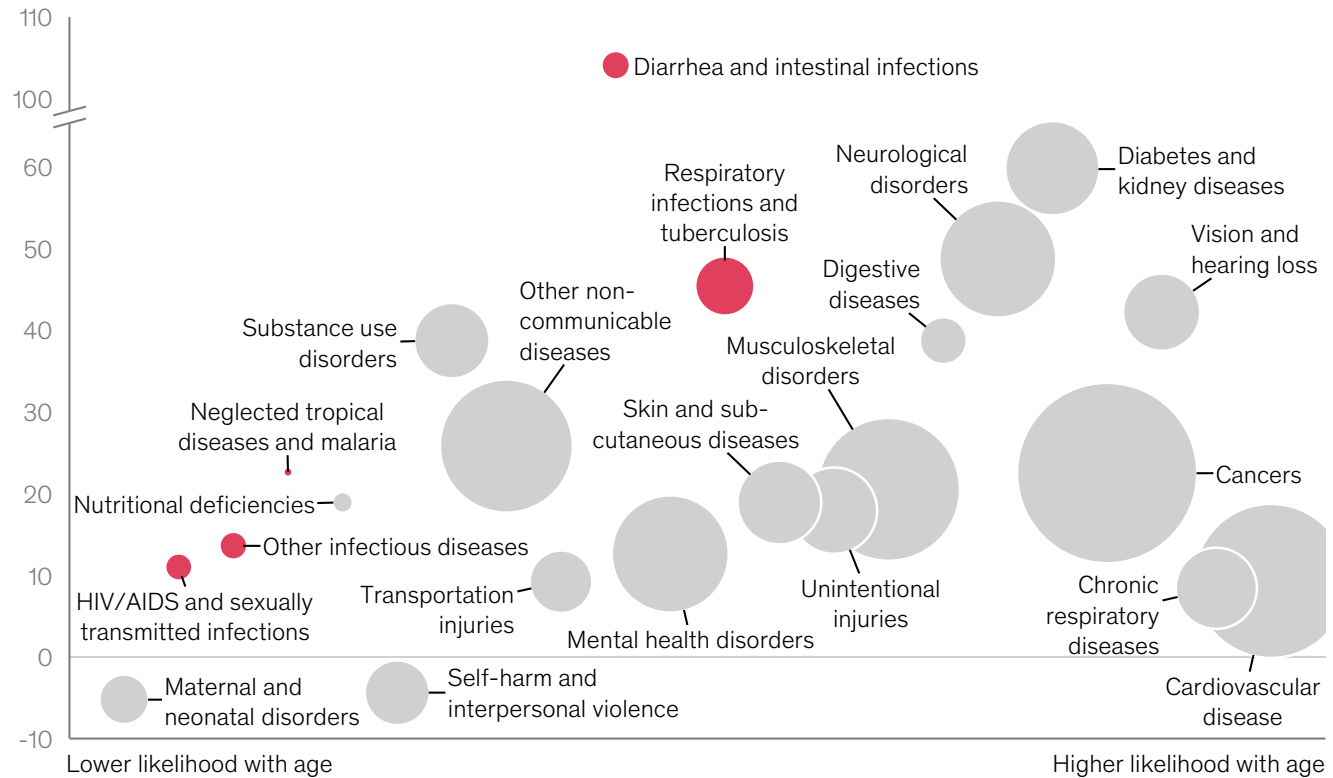 110
100
60
50
40
30
20
10
0
-10
Diarrhea and intestinal infections
Neurological
disorders
Diabetes and
kidney diseases
Respiratory
infections and
tuberculosis
Vision and
hearing loss
Digestive
diseases
Other non-
communicable
diseases
Substance use
disorders
Musculoskeletal
disorders
Neglected tropical
diseases and malaria
Skin and sub-
cutaneous diseases
Cancers
Nutritional deficiencies
Other infectious diseases
HIV/AIDS and sexually
transmitted infections
Transportation
injuries
Mental health disorders
Unintentional
injuries
Chronic
respiratory
diseases
Maternal and
neonatal disorders
Self-harm and
interpersonal violence
Cardiovascular
disease
Lower likelihood with age
Higher likelihood with age